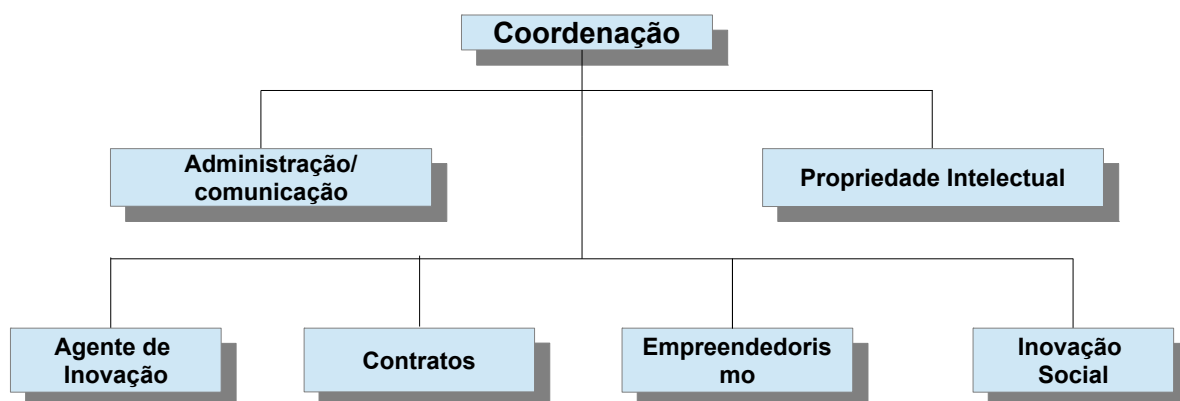 Coordenação
Administração/
comunicação
Propriedade Intelectual
Agente de
Inovação
Contratos
Empreendedoris
mo
Inovação
Social